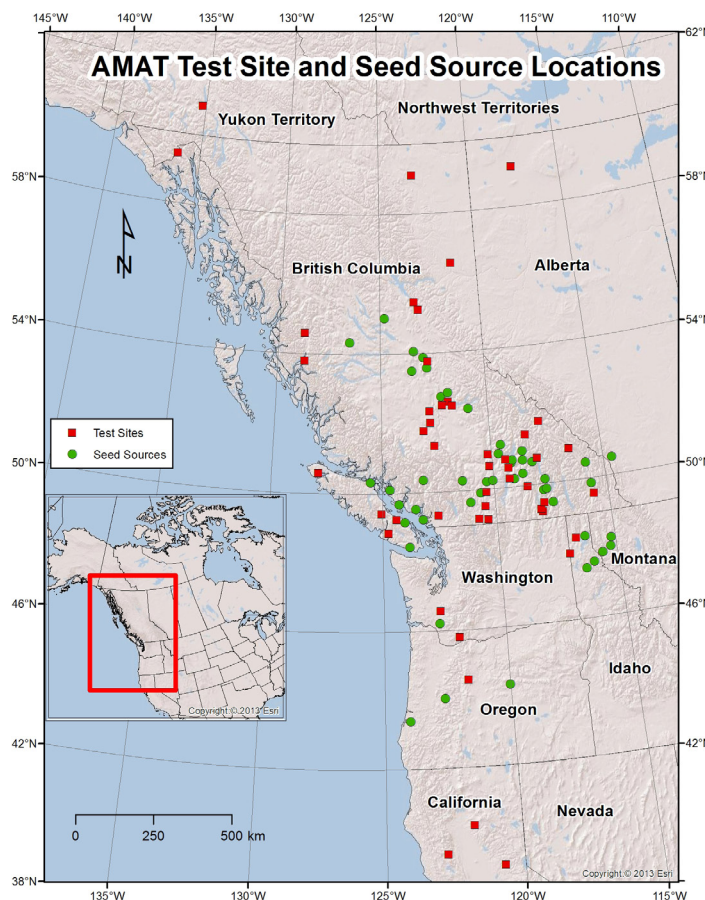 145°W 140°W 135°W 130°W 125°W 120°W 115°W 110°W
62°N
AMAT Test Site and Seed Source Locations
Northwest Territories
Yukon Territory
58°N 58°N
N
British Columbia
Alberta
54°N 54°N
Test Sites
Seed Sources
50°N 50°N
Montana
Washington
46°N 46°N
Idaho
Oregon
Copyright:© 2013 Esri
42°N 42°N
California
Nevada
0 250 500 km
Copyright:© 2013 Esri
38°N
135°W 130°W 125°W 120°W 115°W